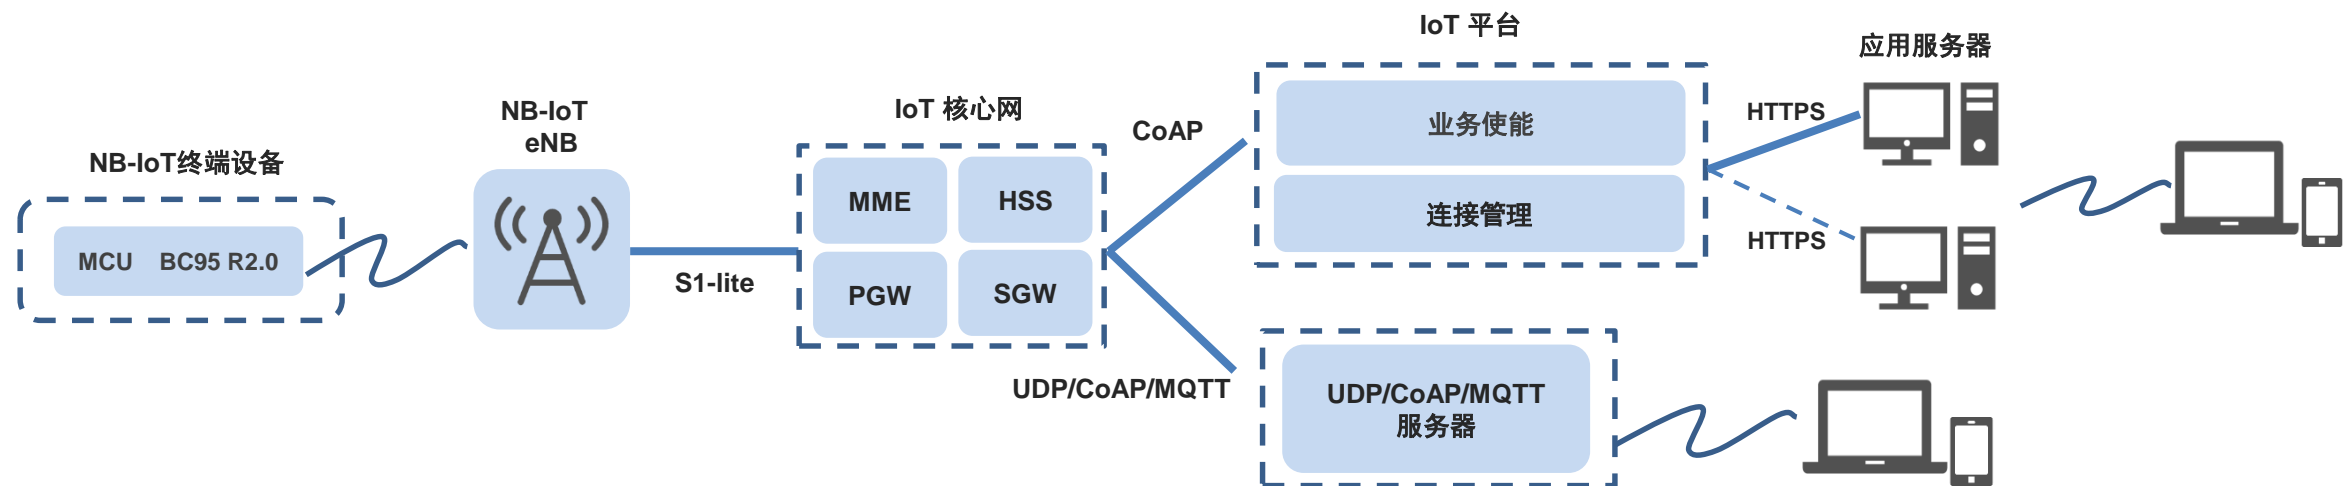 NB-IoT终端设备
MCU BC95 R2.0
NB-IoT
eNB
S1-lite
IoT 核心网
MME
HSS
PGW
SGW
CoAP
UDP/CoAP/MQTT
IoT 平台
业务使能
连接管理
UDP/CoAP/MQTT
服务器
HTTPS
HTTPS
应用服务器